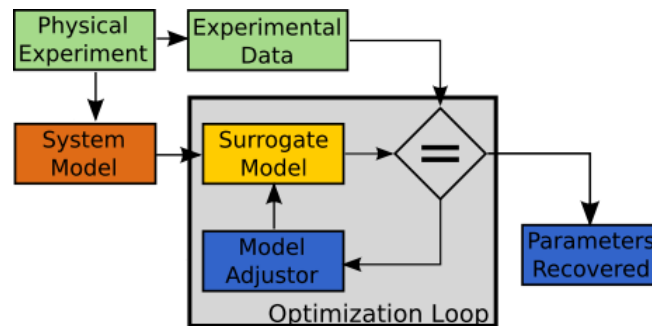 Physical
Experiment
Experimental
Data
System
Model
Surrogate
Model
=
Model
Adjustor
Parameters
Recovered
Optimization Loop